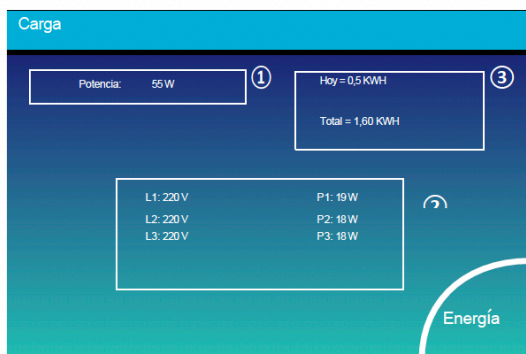 Carga
Potencia: 55 W ①
Hoy = 0,5 KWH ③
Total = 1,60 KWH
L1: 220 V P1: 19 W
L2: 220 V P2: 18 W ②
L3: 220 V P3: 18 W
Energía